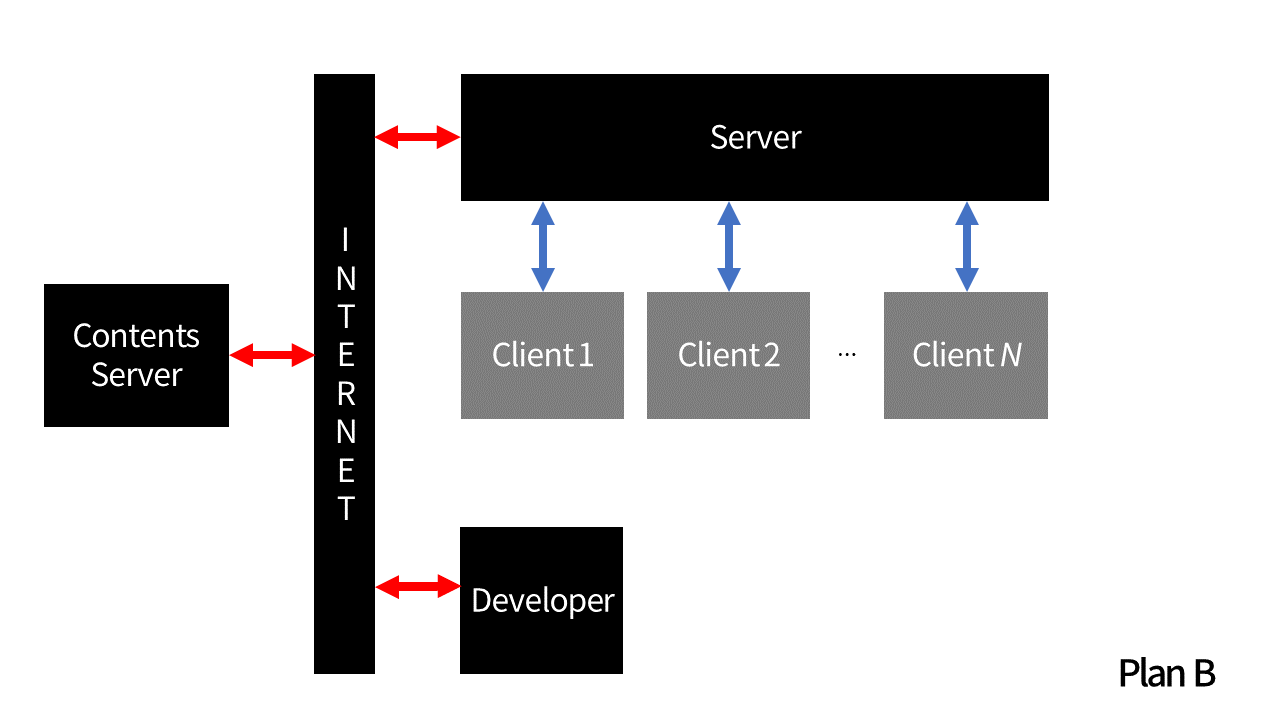 Server
I
N
T
E
R
N
E
T
Contents
Server
Client 1
Client 2
...
Client N
Developer
Plan B